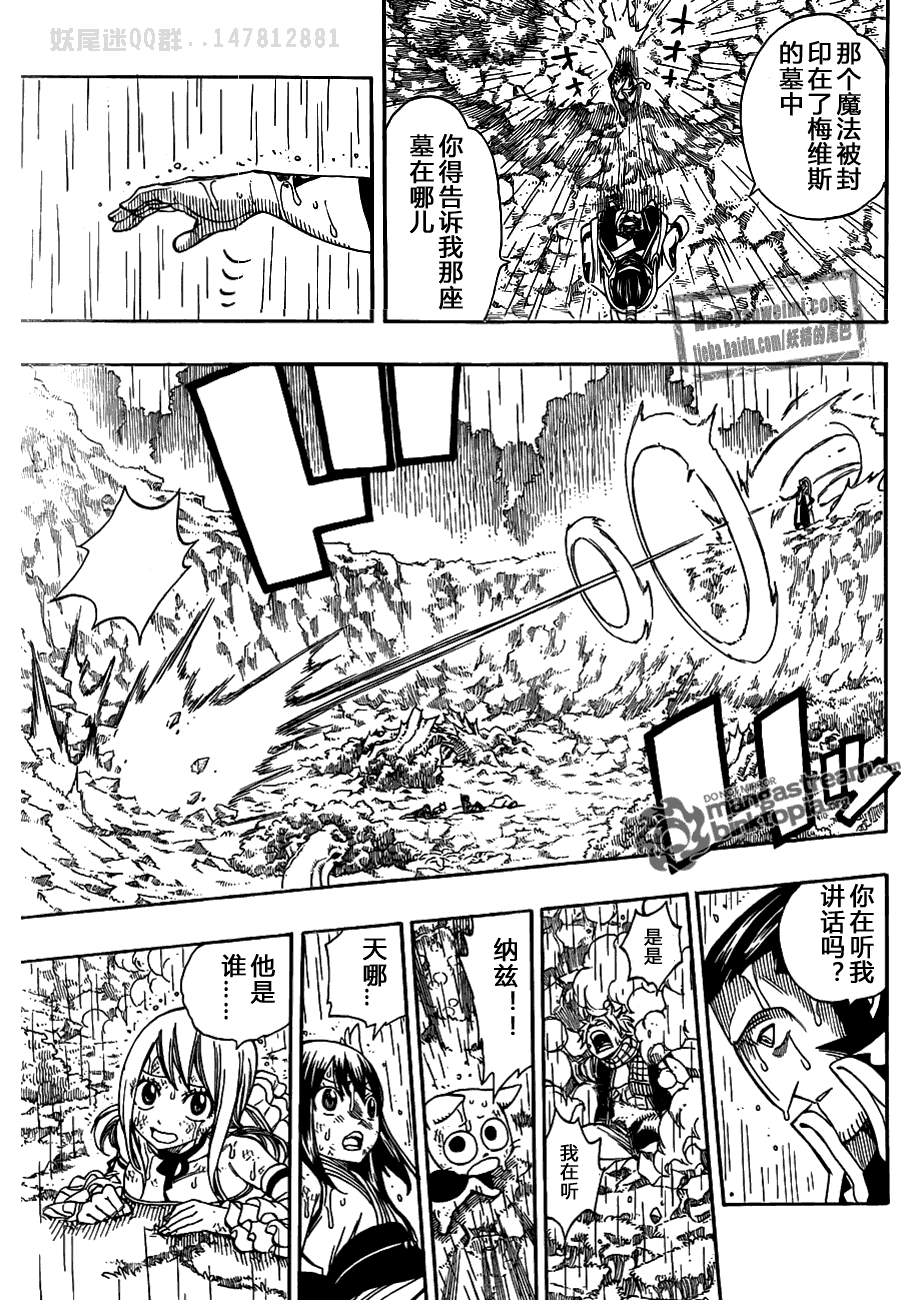 妖尾迷QQ群..147812881
那个魔法被封
印在了梅维斯
的墓中
你得告诉我那座
墓在哪儿
tieba.baidu.com/妖精的尾巴
DO NOT MIRROR
mangastream.com
binktopia
你在听我
讲话吗？
是是
我在听
纳兹！！
天哪…
他是
谁……